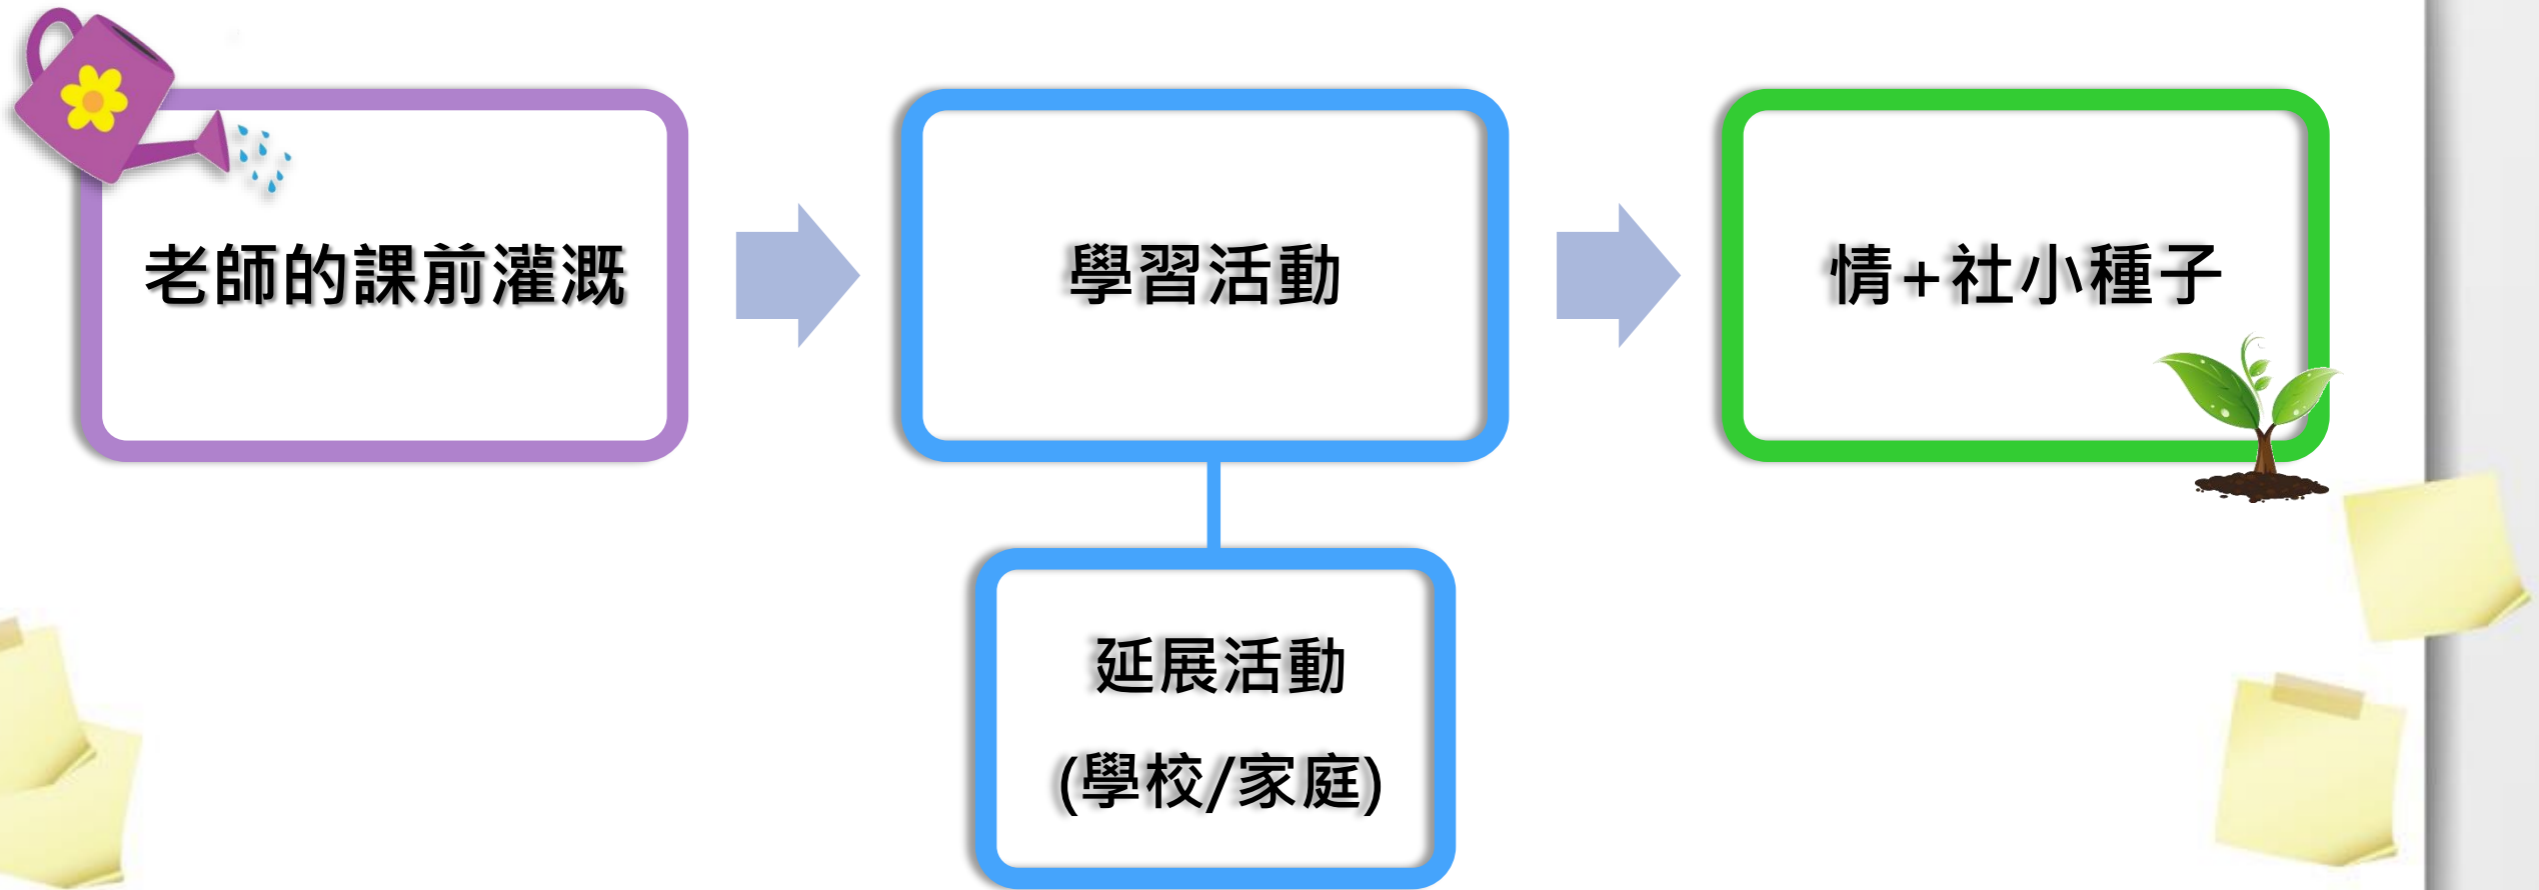 老師的課前灌溉
學習活動
情+社小種子
延展活動
(學校/家庭)